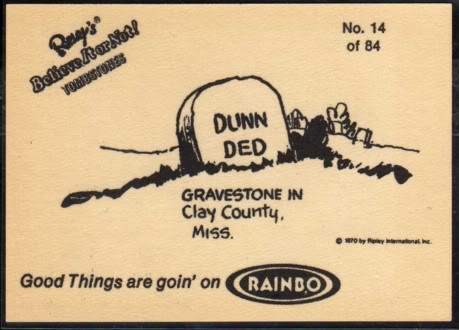 Ripley's
Believe It or Not!
TOMBSTONES
No. 14
of 84
DUNN
DED
GRAVESTONE IN
Clay County,
MISS.
© 1970 by Ripley International, Inc.
Good Things are goin' on RAINBO